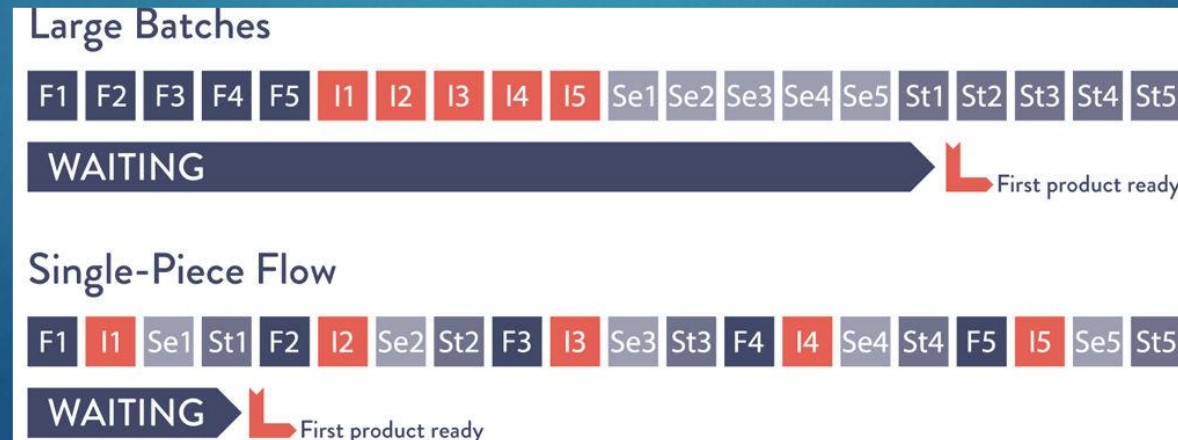 Large Batches
F1 F2 F3 F4 F5 I1 I2 I3 I4 I5 Se1 Se2 Se3 Se4 Se5 St1 St2 St3 St4 St5
WAITING
First product ready
Single-Piece Flow
F1 I1 Se1 St1 F2 I2 Se2 St2 F3 I3 Se3 St3 F4 I4 Se4 St4 F5 I5 Se5 St5
WAITING
First product ready